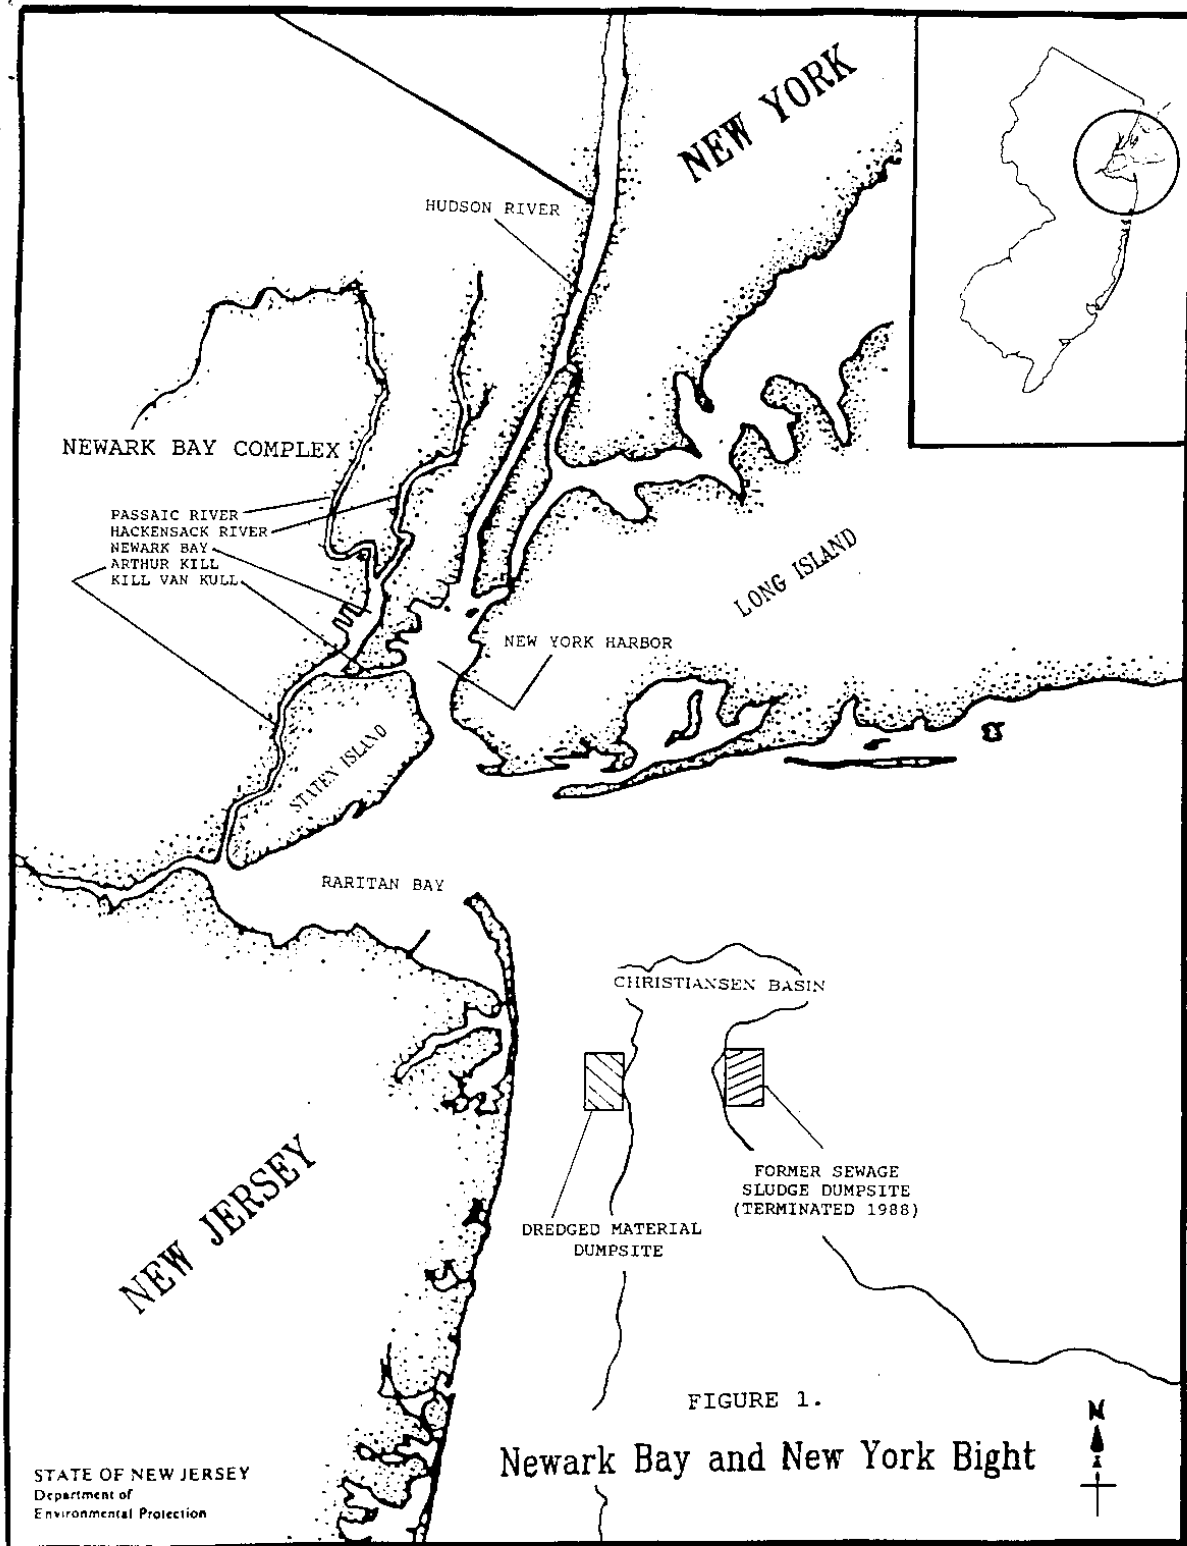 NEW YORK
HUDSON RIVER
NEWARK BAY COMPLEX
PASSAIC RIVER
HACKENSACK RIVER
NEWARK BAY
ARTHUR KILL
KILL VAN KULL
LONG ISLAND
NEW YORK HARBOR
STATEN ISLAND
RARITAN BAY
CHRISTIANSEN BASIN
NEW JERSEY
FORMER SEWAGE
SLUDGE DUMPSITE
(TERMINATED 1988)
DREDGED MATERIAL
DUMPSITE
FIGURE 1.
Newark Bay and New York Bight
N
STATE OF NEW JERSEY
Department of
Environmental Protection